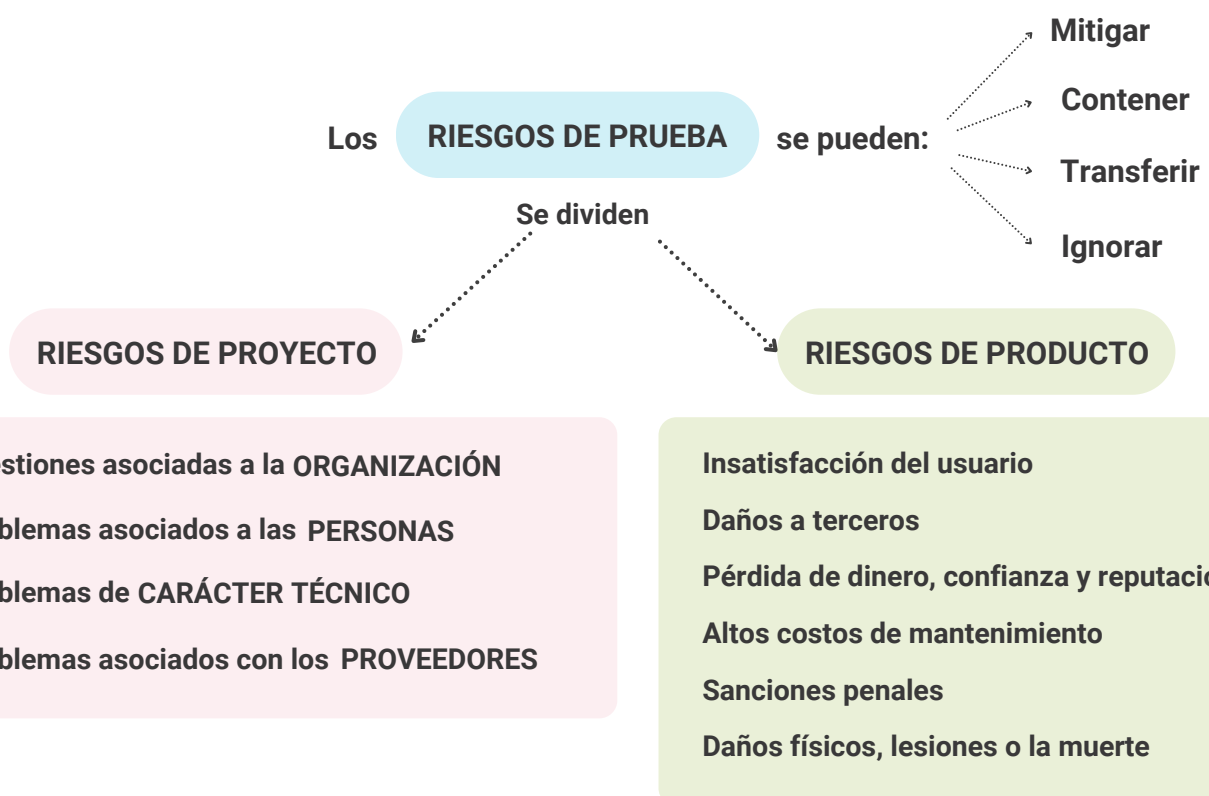 Mitigar
Contener
Los RIESGOS DE PRUEBA se pueden:
Transferir
Se dividen
Ignorar
RIESGOS DE PROYECTO
RIESGOS DE PRODUCTO
estiones asociadas a la ORGANIZACIÓN
blemas asociados a las PERSONAS
blemas de CARÁCTER TÉCNICO
blemas asociados con los PROVEEDORES
Insatisfacción del usuario
Daños a terceros
Pérdida de dinero, confianza y reputació
Altos costos de mantenimiento
Sanciones penales
Daños físicos, lesiones o la muerte